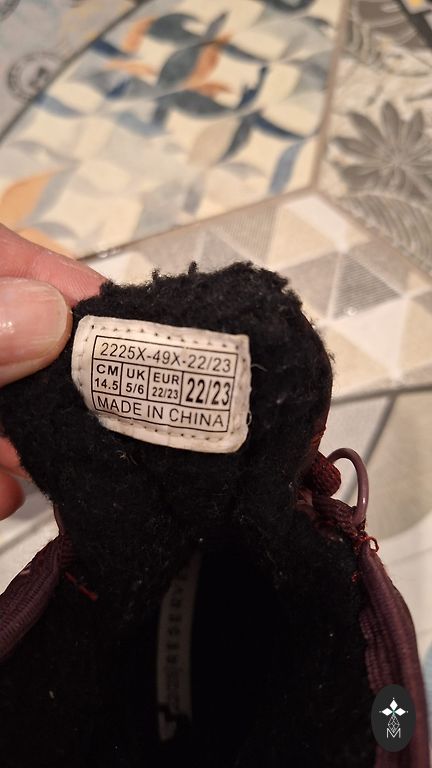 2225X-49X-22/23
CM UK EUR 22/23
14.5 5/6 22/23
MADE IN CHINA
M